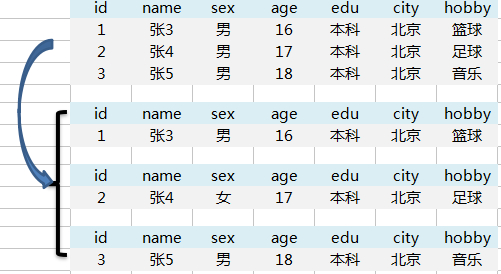 id name sex age edu city hobby
1 张3 男 16 本科 北京 篮球
2 张4 男 17 本科 北京 足球
3 张5 男 18 本科 北京 音乐
id name sex age edu city hobby
1 张3 男 16 本科 北京 篮球
id name sex age edu city hobby
2 张4 女 17 本科 北京 足球
id name sex age edu city hobby
3 张5 男 18 本科 北京 音乐